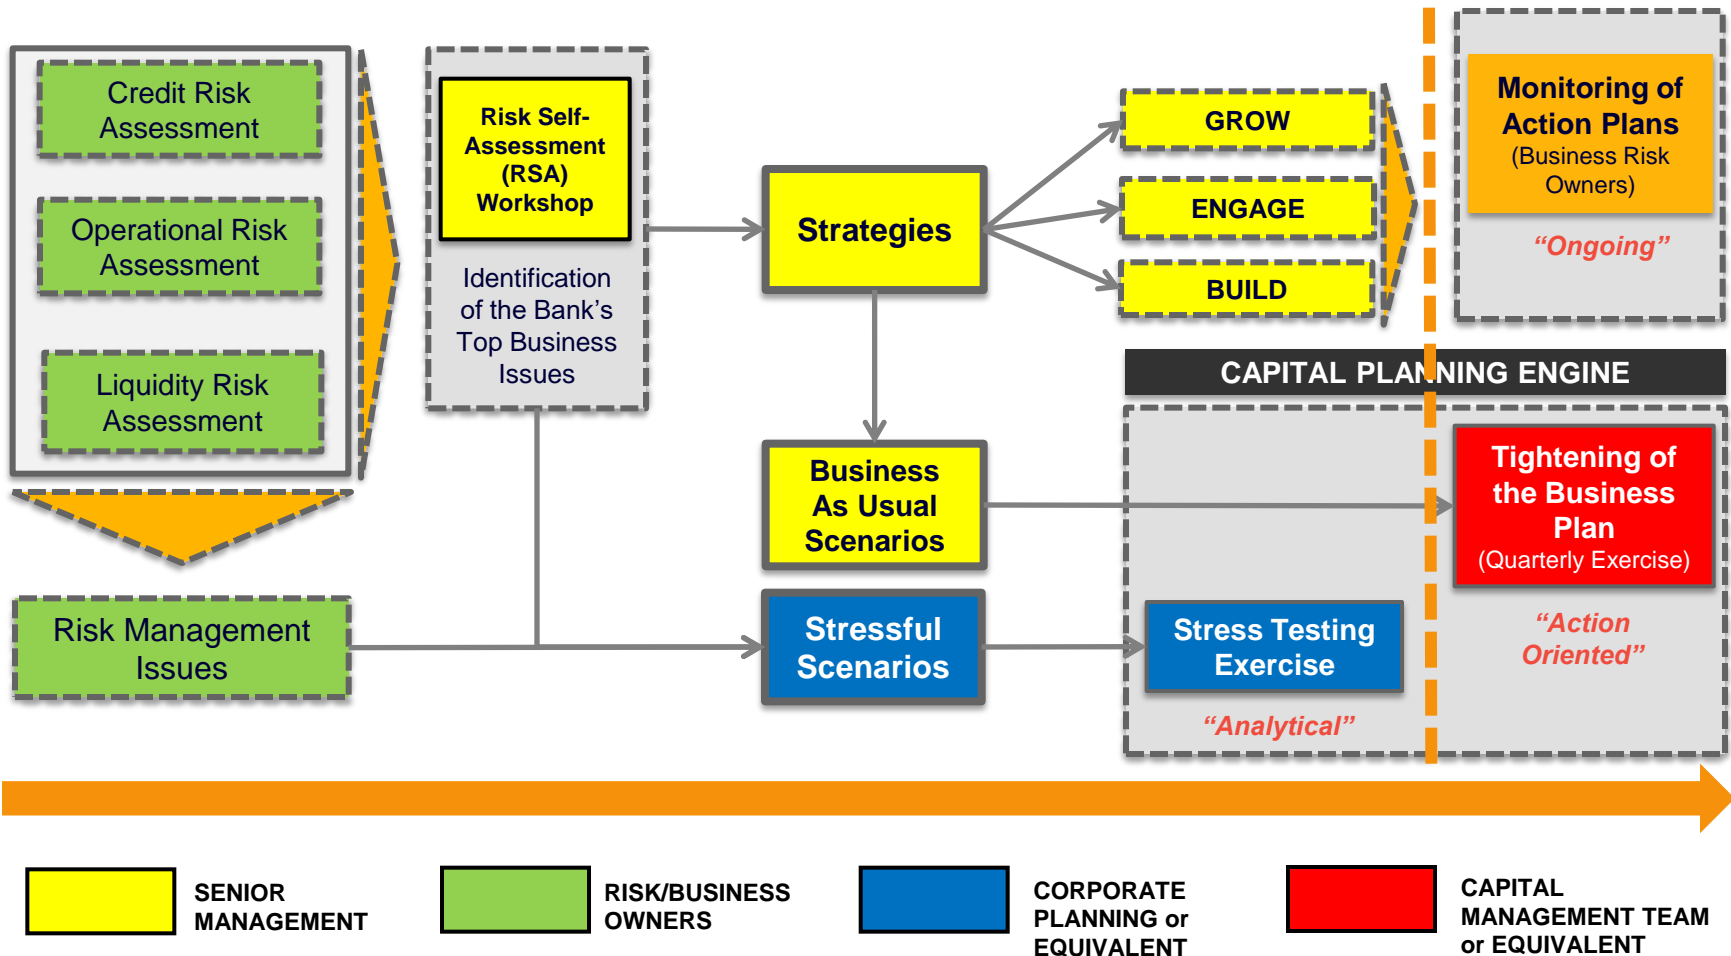 Credit Risk
Assessment
Operational Risk
Assessment
Liquidity Risk
Assessment
Risk Management
Issues
Risk Self-
Assessment
(RSA)
Workshop
Identification
of the Bank’s
Top Business
Issues
Strategies
Business
As Usual
Scenarios
Stressful
Scenarios
GROW
ENGAGE
BUILD
Monitoring of
Action Plans
(Business Risk
Owners)
“Ongoing”
CAPITAL PLANNING ENGINE
Tightening of
the Business
Plan
(Quarterly Exercise)
“Action
Oriented”
Stress Testing
Exercise
“Analytical”
SENIOR
MANAGEMENT
RISK/BUSINESS
OWNERS
CORPORATE
PLANNING or
EQUIVALENT
CAPITAL
MANAGEMENT TEAM
or EQUIVALENT